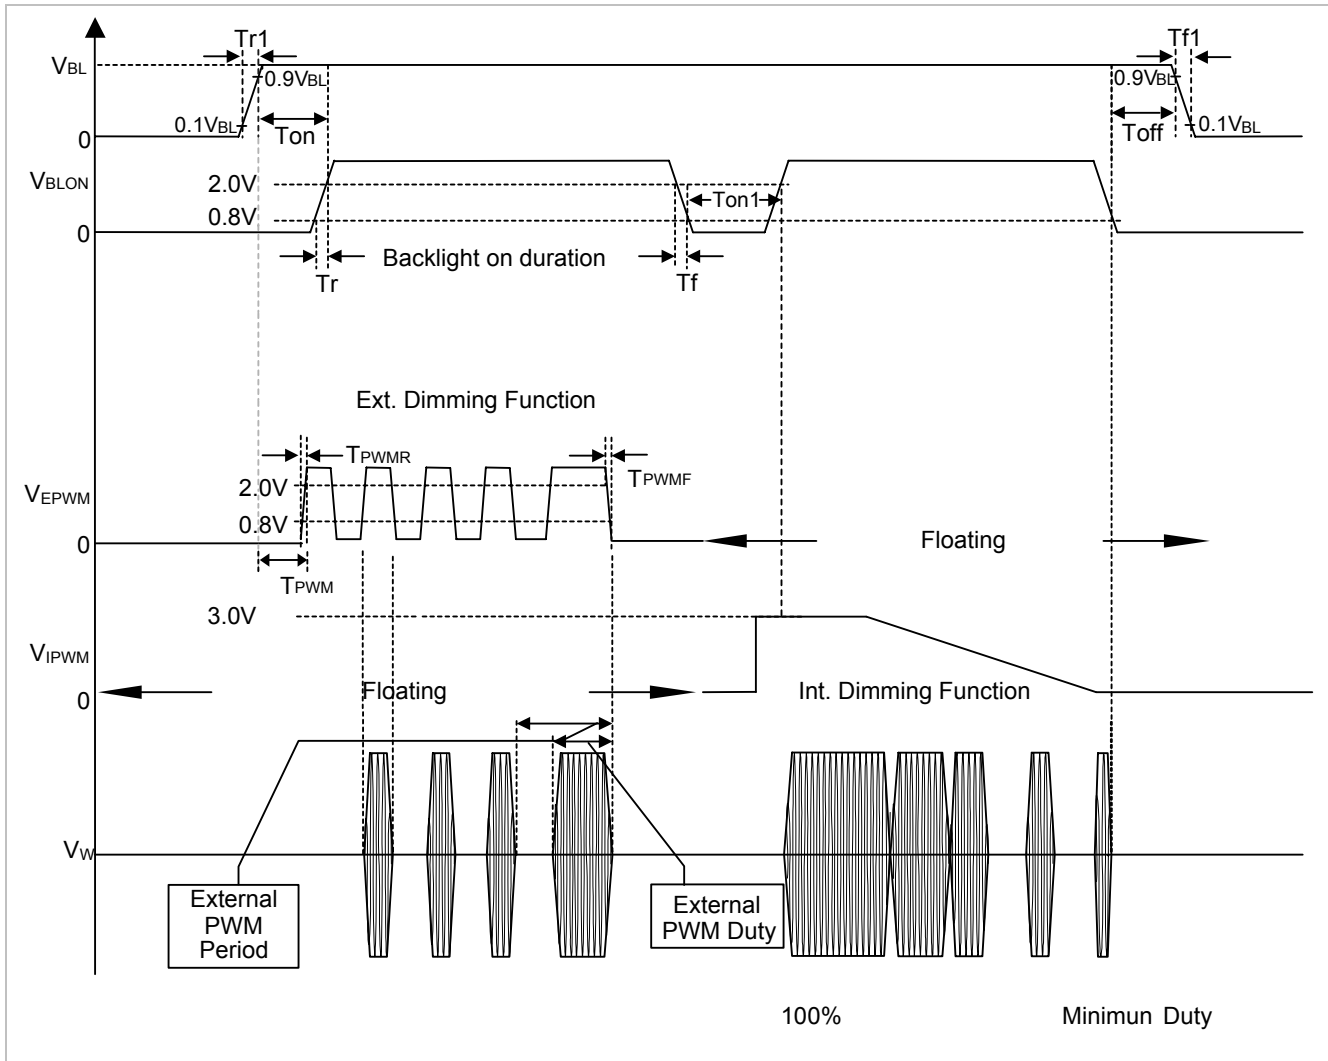 Tr1
Tf1
VBL
0.9VBL
0.9VBL
0.1VBL
Ton
Toff
0.1VBL
0
VBLON
2.0V
Ton1
0.8V
0
Backlight on duration
Tr
Tf
Ext. Dimming Function
TPWMR
TPWMF
VEPWM
2.0V
0.8V
0
Floating
TPWM
3.0V
VIPWM
0
Floating
Int. Dimming Function
VW
External
PWM
Period
External
PWM Duty
100%
Minimun Duty